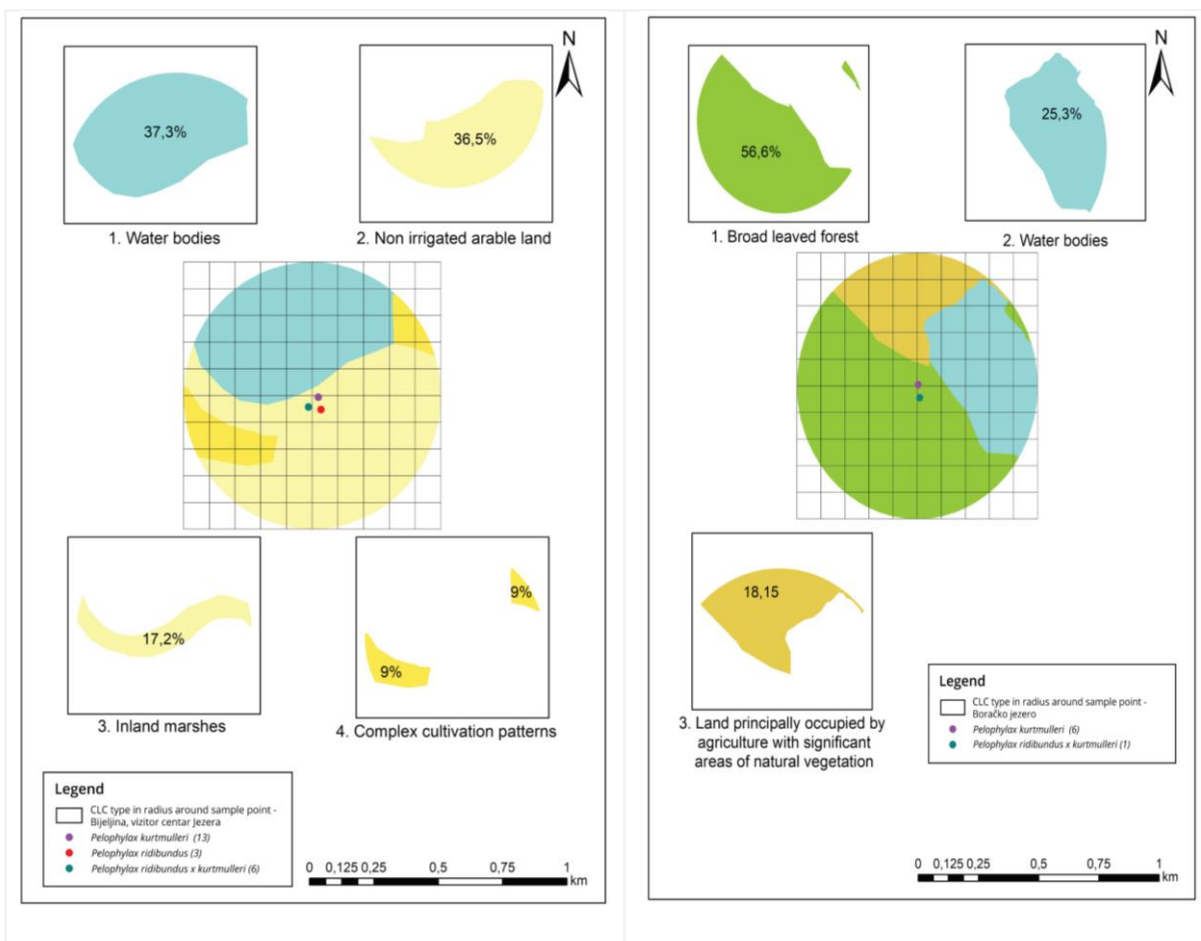 N
37,3%
36,5%
1. Water bodies
2. Non irrigated arable land
17,2%
9%
9%
3. Inland marshes
4. Complex cultivation patterns
Legend
CLC type in radius around sample point -
Bijeljina, vizitor centar Jezera
Pelophylax kurtmulleri (13)
Pelophylax ridibundus (3)
Pelophylax ridibundus x kurtmulleri (6)
0 0,125 0,25 0,5 0,75 1
km
N
56,6%
25,3%
1. Broad leaved forest
2. Water bodies
18,15
3. Land principally occupied by
agriculture with significant
areas of natural vegetation
Legend
CLC type in radius around sample point -
Boračko jezero
Pelophylax kurtmulleri (6)
Pelophylax ridibundus x kurtmulleri (1)
0 0,125 0,25 0,5 0,75 1
km